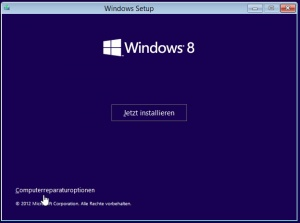 Windows Setup
Windows 8
Jetzt installieren
Computerreparaturoptionen
© 2012 Microsoft Corporation. Alle Rechte vorbehalten.